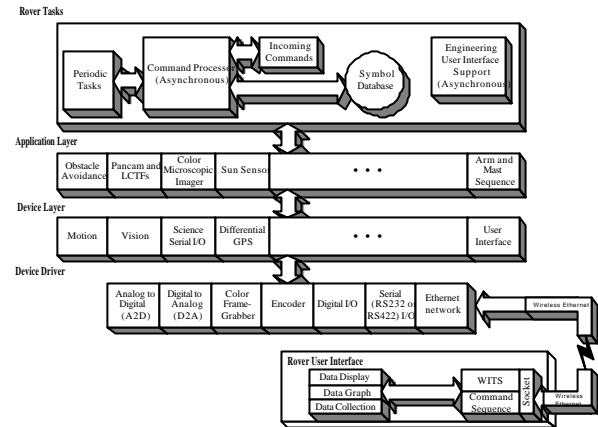 Rover Tasks
Periodic
Tasks
Command Processor
(Asynchronous)
Incoming
Commands
Symbol
Database
Engineering
User Interface
Support
(Asynchronous)
Application Layer
Obstacle
Avoidance
Pancam and
LCTFs
Color
Microscopic
Imager
Sun Sensor
• • •
Arm and
Mast
Sequence
Device Layer
Motion
Vision
Science
Serial I/O
Differential
GPS
• • •
User
Interface
Device Driver
Analog to
Digital
(A2D)
Digital to
Analog
(D2A)
Color
Frame-
Grabber
Encoder
Digital I/O
Serial
(RS232 or
RS422) I/O
Ethernet
network
Wireless Ethernet
Rover User Interface
Data Display
Data Graph
Data Collection
WITS
Command
Sequence
Socket
Wireless
Ethernet